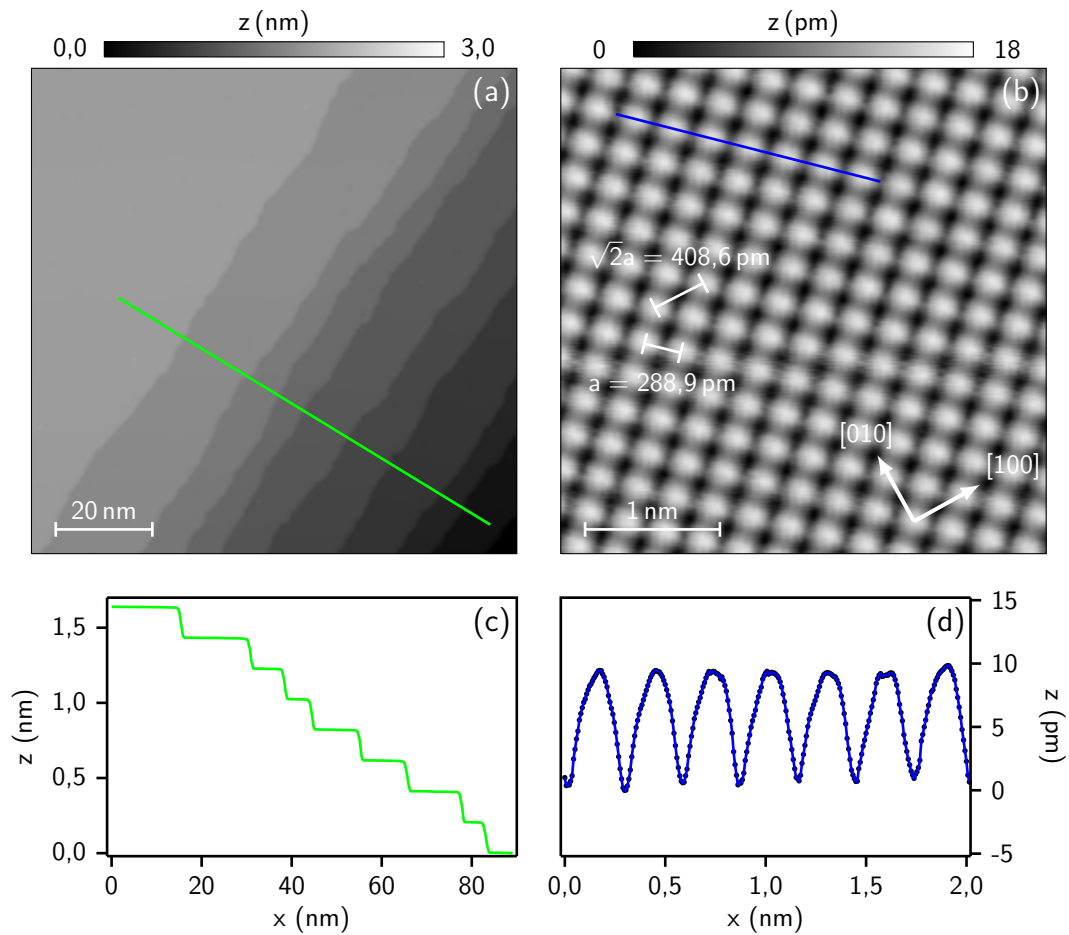 z (nm)
0,0 3,0
(a)
20 nm
z (pm)
0 18
(b)
√2a = 408,6 pm
a = 288,9 pm
[010]
[100]
1 nm
(c)
z (nm)
1,5
1,0
0,5
0,0
0 20 40 60 80
x (nm)
(d)
15
10
5
0
-5
z (pm)
0,0 0,5 1,0 1,5 2,0
x (nm)